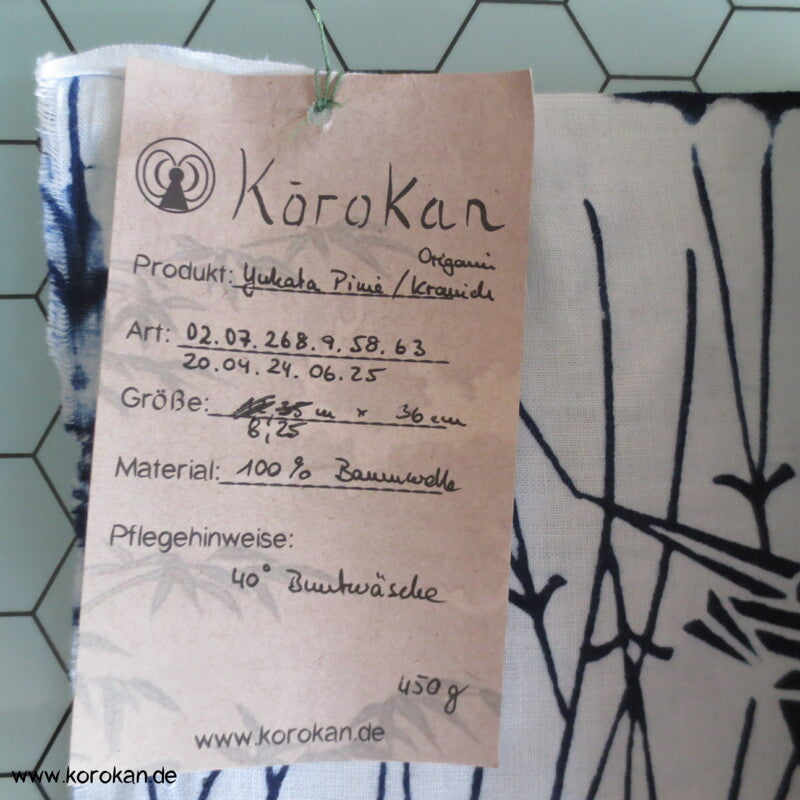 Kōrokan
Origami
Produkt: Yukata Pinie / Kranich
Art: 02.07.268.9.58.63
20.04.24.06.25
Größe: m x 36 cm
8,25
Material: 100 % Baumwolle
Pflegehinweise:
40° Buntwäsche
450 g
www.korokan.de
www.korokan.de